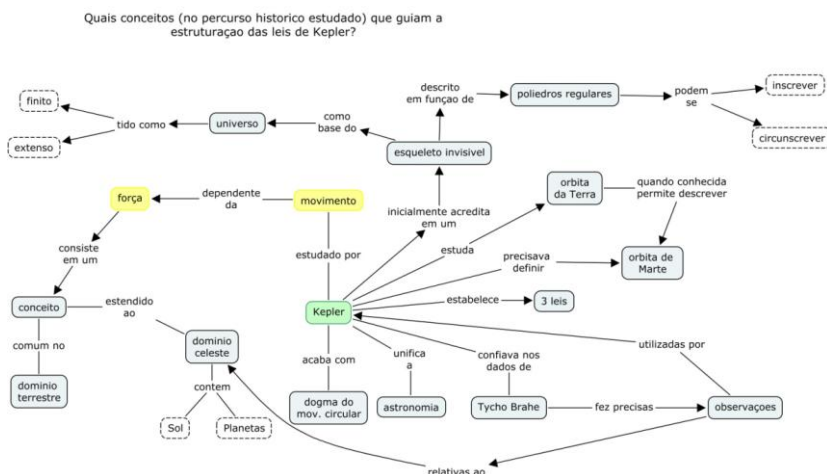 Quais conceitos (no percurso historico estudado) que guiam a
estruturaçao das leis de Kepler?
descrito
em funçao de
poliedros regulares
podem
se
inscrever
circunscrever
finito
extenso
tido como
universo
como
base do
esqueleto invisivel
força
dependente
da
movimento
inicialmente acredita
em um
orbita
da Terra
quando conhecida
permite descrever
consiste
em um
estudado por
estuda
precisava
definir
orbita de
Marte
conceito
estendido
ao
Kepler
estabelece
3 leis
comum no
dominio
terrestre
dominio
celeste
acaba com
unifica
a
confiava nos
dados de
utilizadas por
contem
Sol
Planetas
dogma do
mov. circular
astronomia
Tycho Brahe
fez precisas
observaçoes
relativas ao